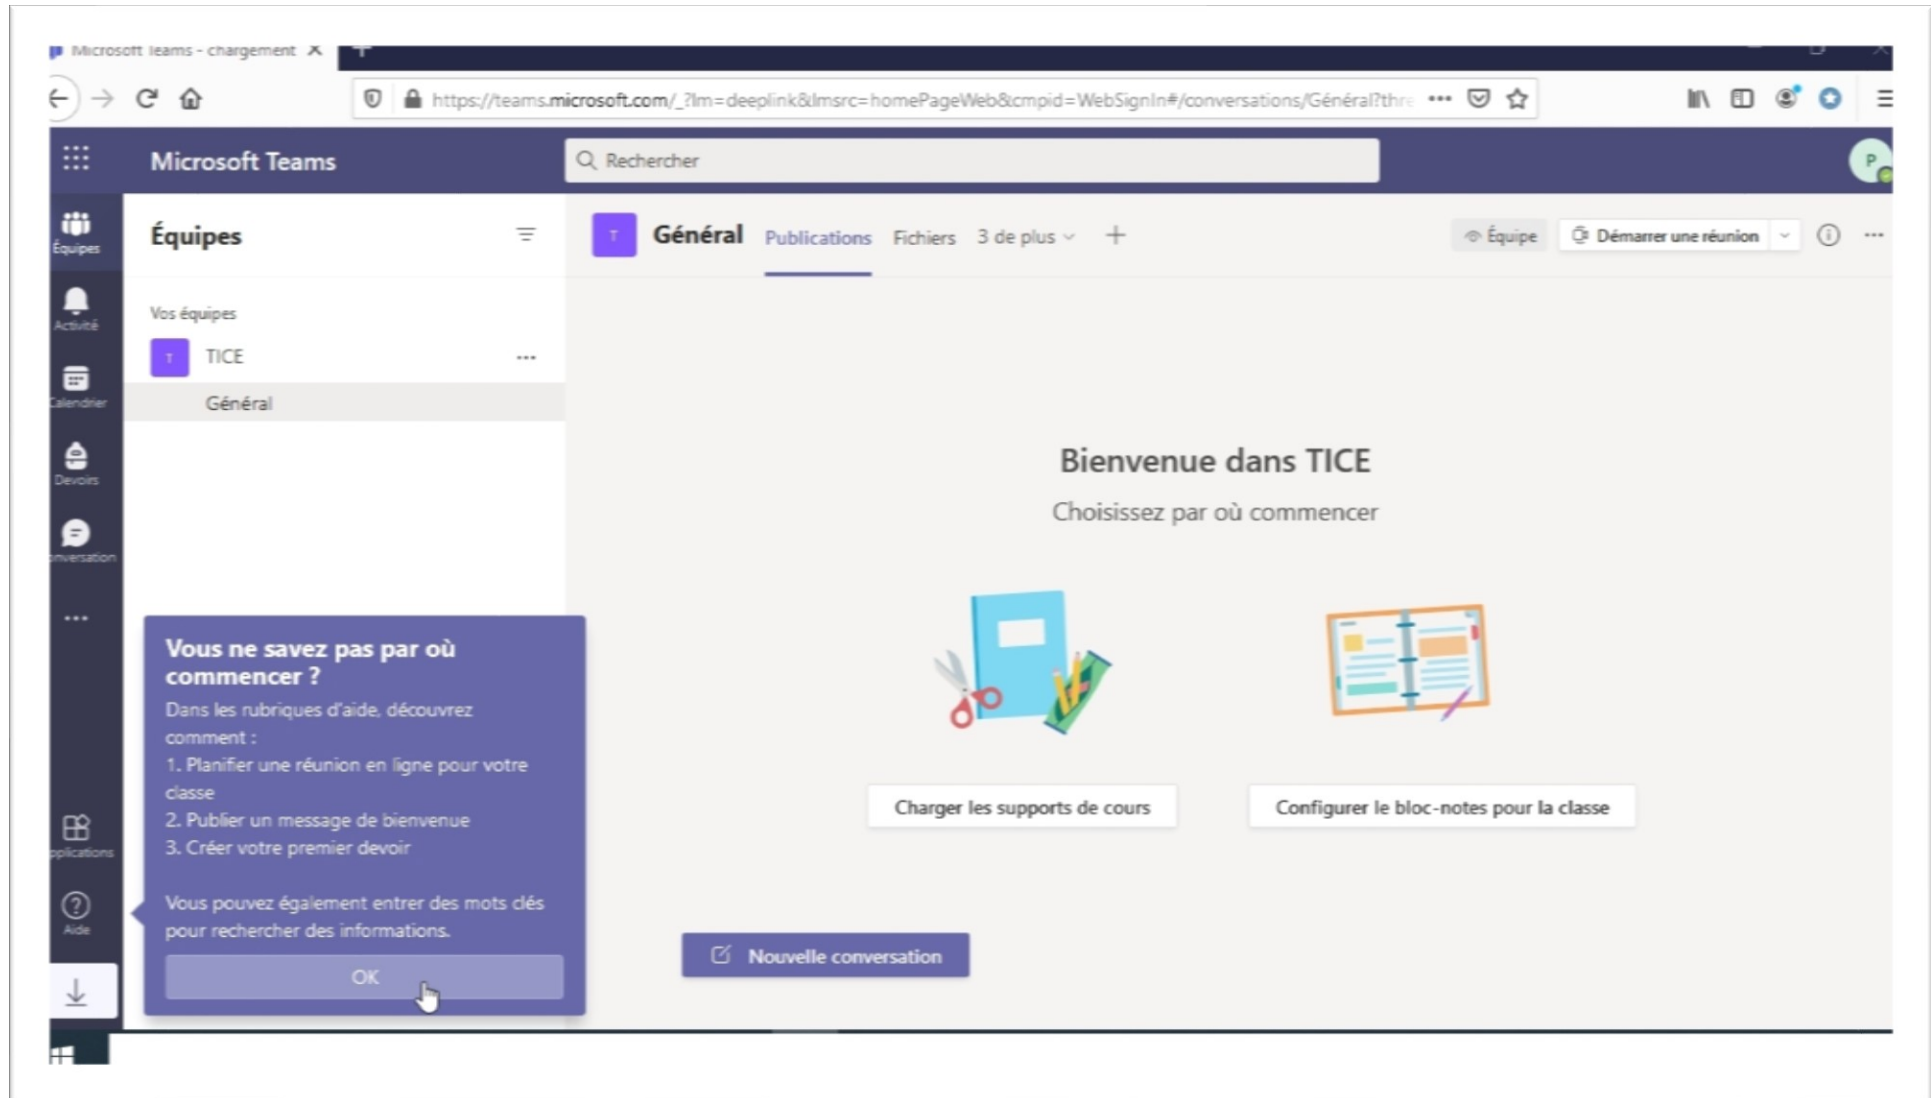 Microsoft Teams - chargement
https://teams.microsoft.com/_?lm=deeplink&lmsrc=homePageWeb&cmpid=WebSignIn#/conversations/Général?thre
Microsoft Teams
Rechercher
P
Équipes
Activité
Calendrier
Devoirs
onversation
pplications
Aide
Équipes
Vos équipes
T TICE
Général
T Général Publications Fichiers 3 de plus
Équipe Démarrer une réunion
Bienvenue dans TICE
Choisissez par où commencer
Charger les supports de cours
Configurer le bloc-notes pour la classe
Nouvelle conversation
Vous ne savez pas par où
commencer ?
Dans les rubriques d'aide, découvrez
comment :
1. Planifier une réunion en ligne pour votre
classe
2. Publier un message de bienvenue
3. Créer votre premier devoir
Vous pouvez également entrer des mots clés
pour rechercher des informations.
OK